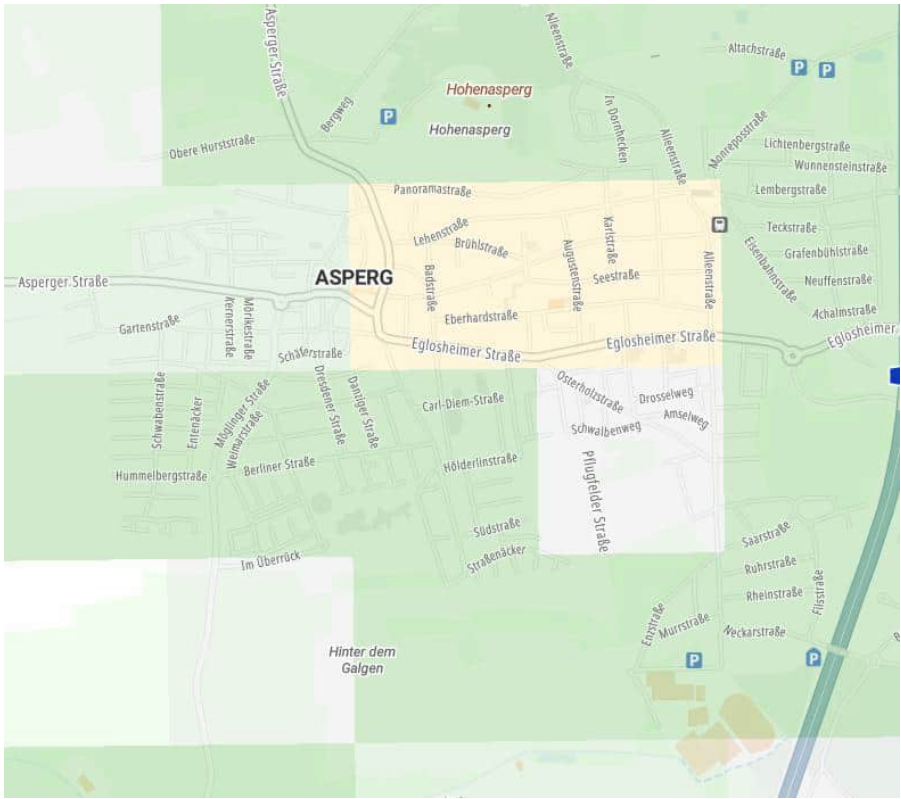 Asperger Straße
Alleenstraße
Altachstraße
P
P
Hohenasperg
P
Bergweg
Hohenasperg
In Dornhecken
Alleenstraße
Monreposstraße
Obere Hurststraße
Lichtenbergstraße
Wunnensteinstraße
Panoramastraße
Lembergstraße
Lehenstraße
Brühlstraße
Karlstraße
Teckstraße
Augustenstraße
Eisenbahnstraße
Grafenbühlstraße
ASPERG
Badstraße
Seestraße
Alleenstraße
Neuffenstraße
Asperger Straße
Achalmstraße
Gartenstraße
Kernerstraße
Mörikestraße
Eberhardstraße
Eglosheimer Straße
Eglosheimer Straße
Eglosheimer
Schäferstraße
Schwabenstraße
Entenäcker
Möglinger Straße
Weimarstraße
Dresdener Straße
Danziger Straße
Carl-Diem-Straße
Osterholzstraße
Drosselweg
Amselweg
Schwalbenweg
Hummelbergstraße
Berliner Straße
Hölderlinstraße
Pflugfelder Straße
Südstraße
Straßenäcker
Saarstraße
Im Überrück
Ruhrstraße
Rheinstraße
Filsstraße
Enzstraße
Murrstraße
Neckarstraße
Hinter dem
Galgen
P
P